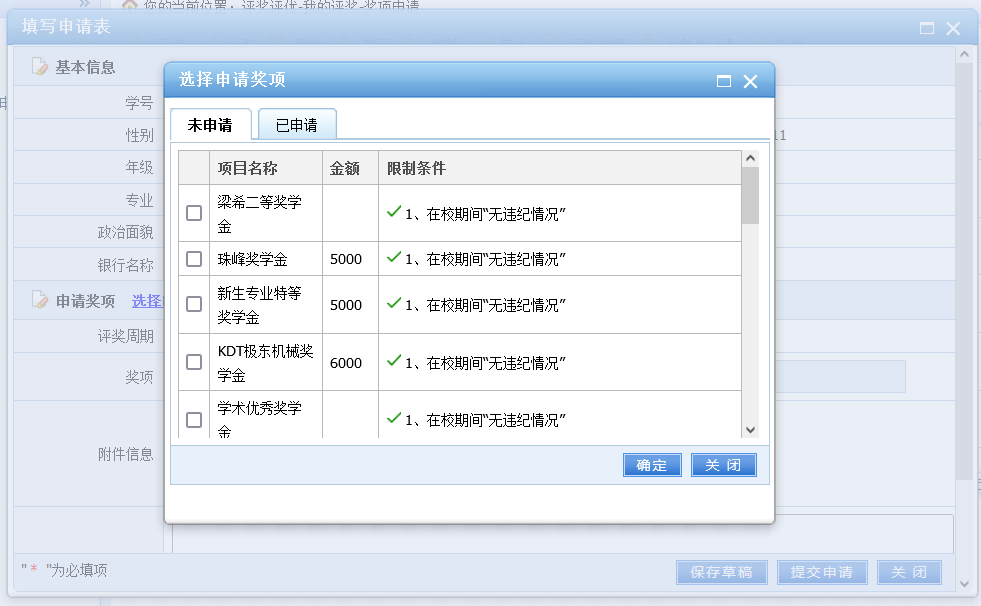 你的当前位置：评奖评优-我的评奖-奖项申请
填写申请表
基本信息
学号
性别
11
年级
专业
政治面貌
银行名称
申请奖项 选择
评奖周期
奖项
附件信息
选择申请奖项
未申请 已申请
项目名称 金额 限制条件
梁希二等奖学
金
✓ 1、在校期间“无违纪情况”
珠峰奖学金 5000 ✓ 1、在校期间“无违纪情况”
新生专业特等
奖学金
5000 ✓ 1、在校期间“无违纪情况”
KDT极东机械奖
学金
6000 ✓ 1、在校期间“无违纪情况”
学术优秀奖学
金
✓ 1、在校期间“无违纪情况”
确定 关 闭
" * "为必填项
保存草稿 提交申请 关 闭